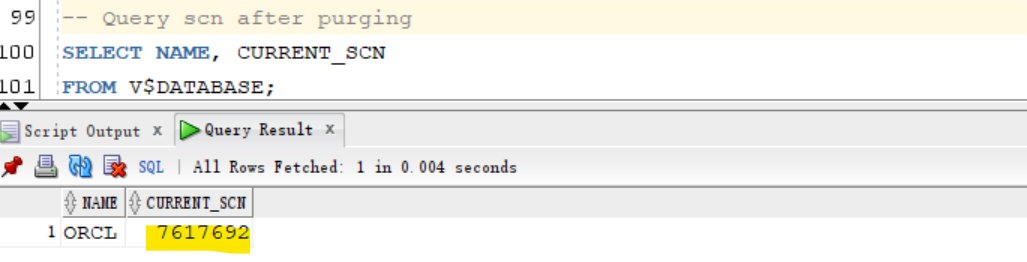 99 -- Query scn after purging
100 SELECT NAME, CURRENT_SCN
101 FROM V$DATABASE;
Script Output x Query Result x
SQL | All Rows Fetched: 1 in 0.004 seconds
NAME CURRENT_SCN
1 ORCL 7617692